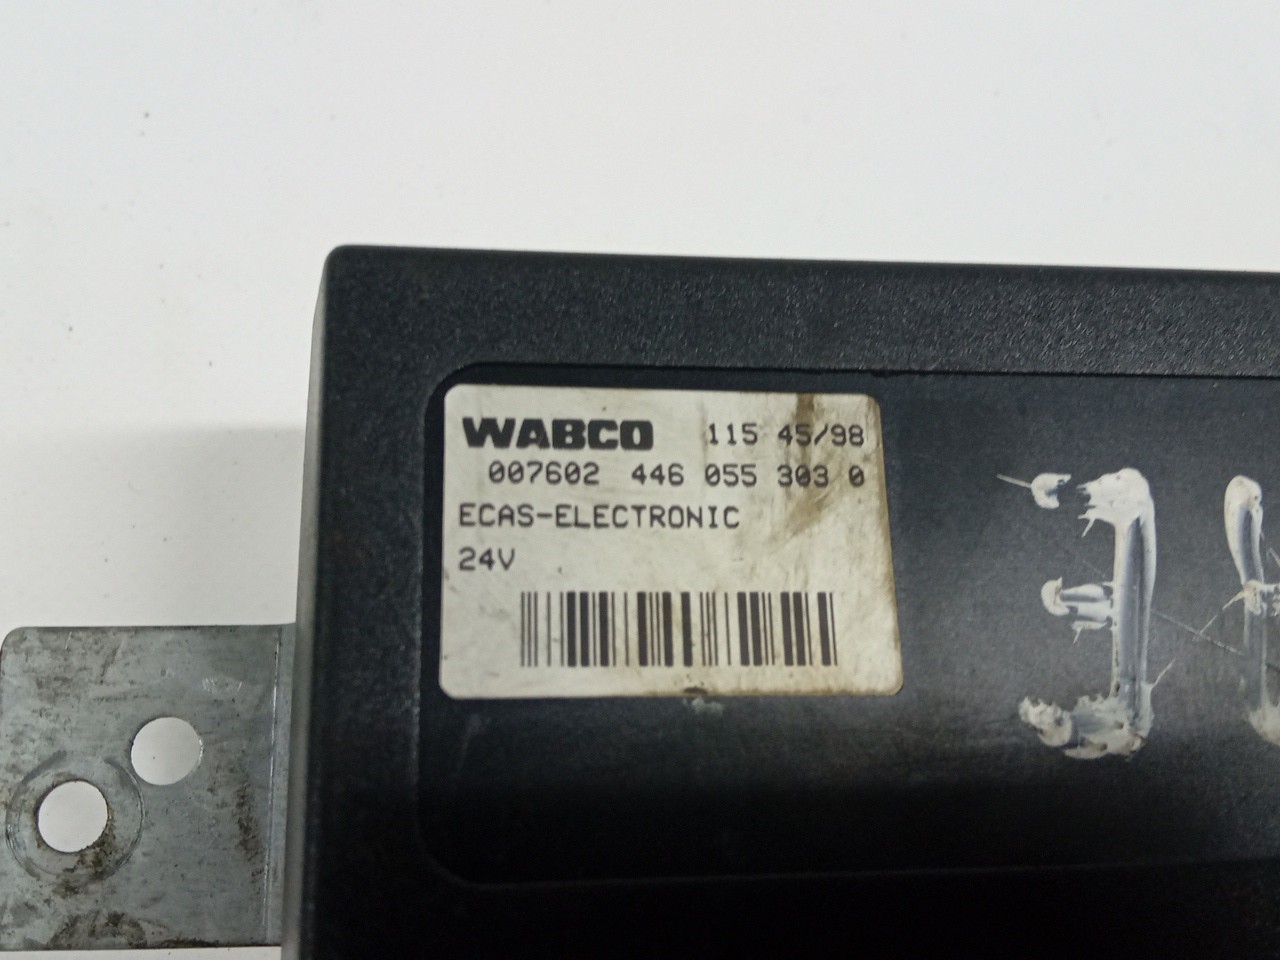 WABCO 115 45/98
007602 446 055 303 0
ECAS-ELECTRONIC
24V